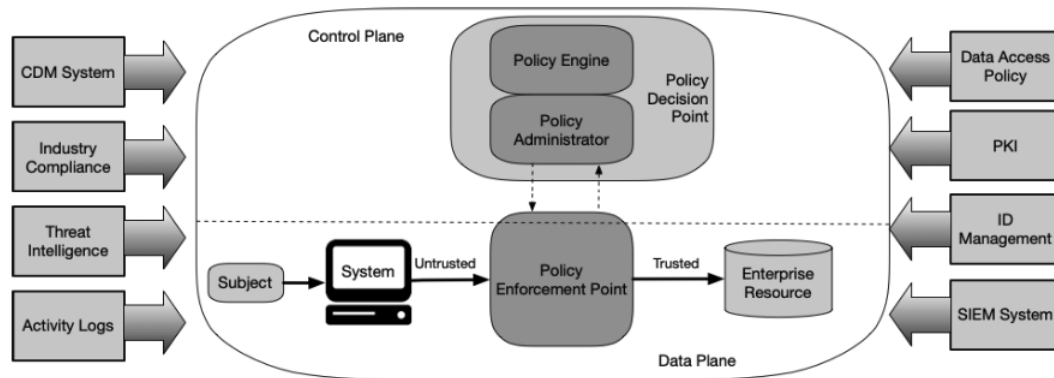 Control Plane
CDM System
Industry
Compliance
Threat
Intelligence
Activity Logs
Policy Engine
Policy
Administrator
Policy
Decision
Point
Subject
System
Untrusted
Policy
Enforcement Point
Trusted
Enterprise
Resource
Data Plane
Data Access
Policy
PKI
ID
Management
SIEM System